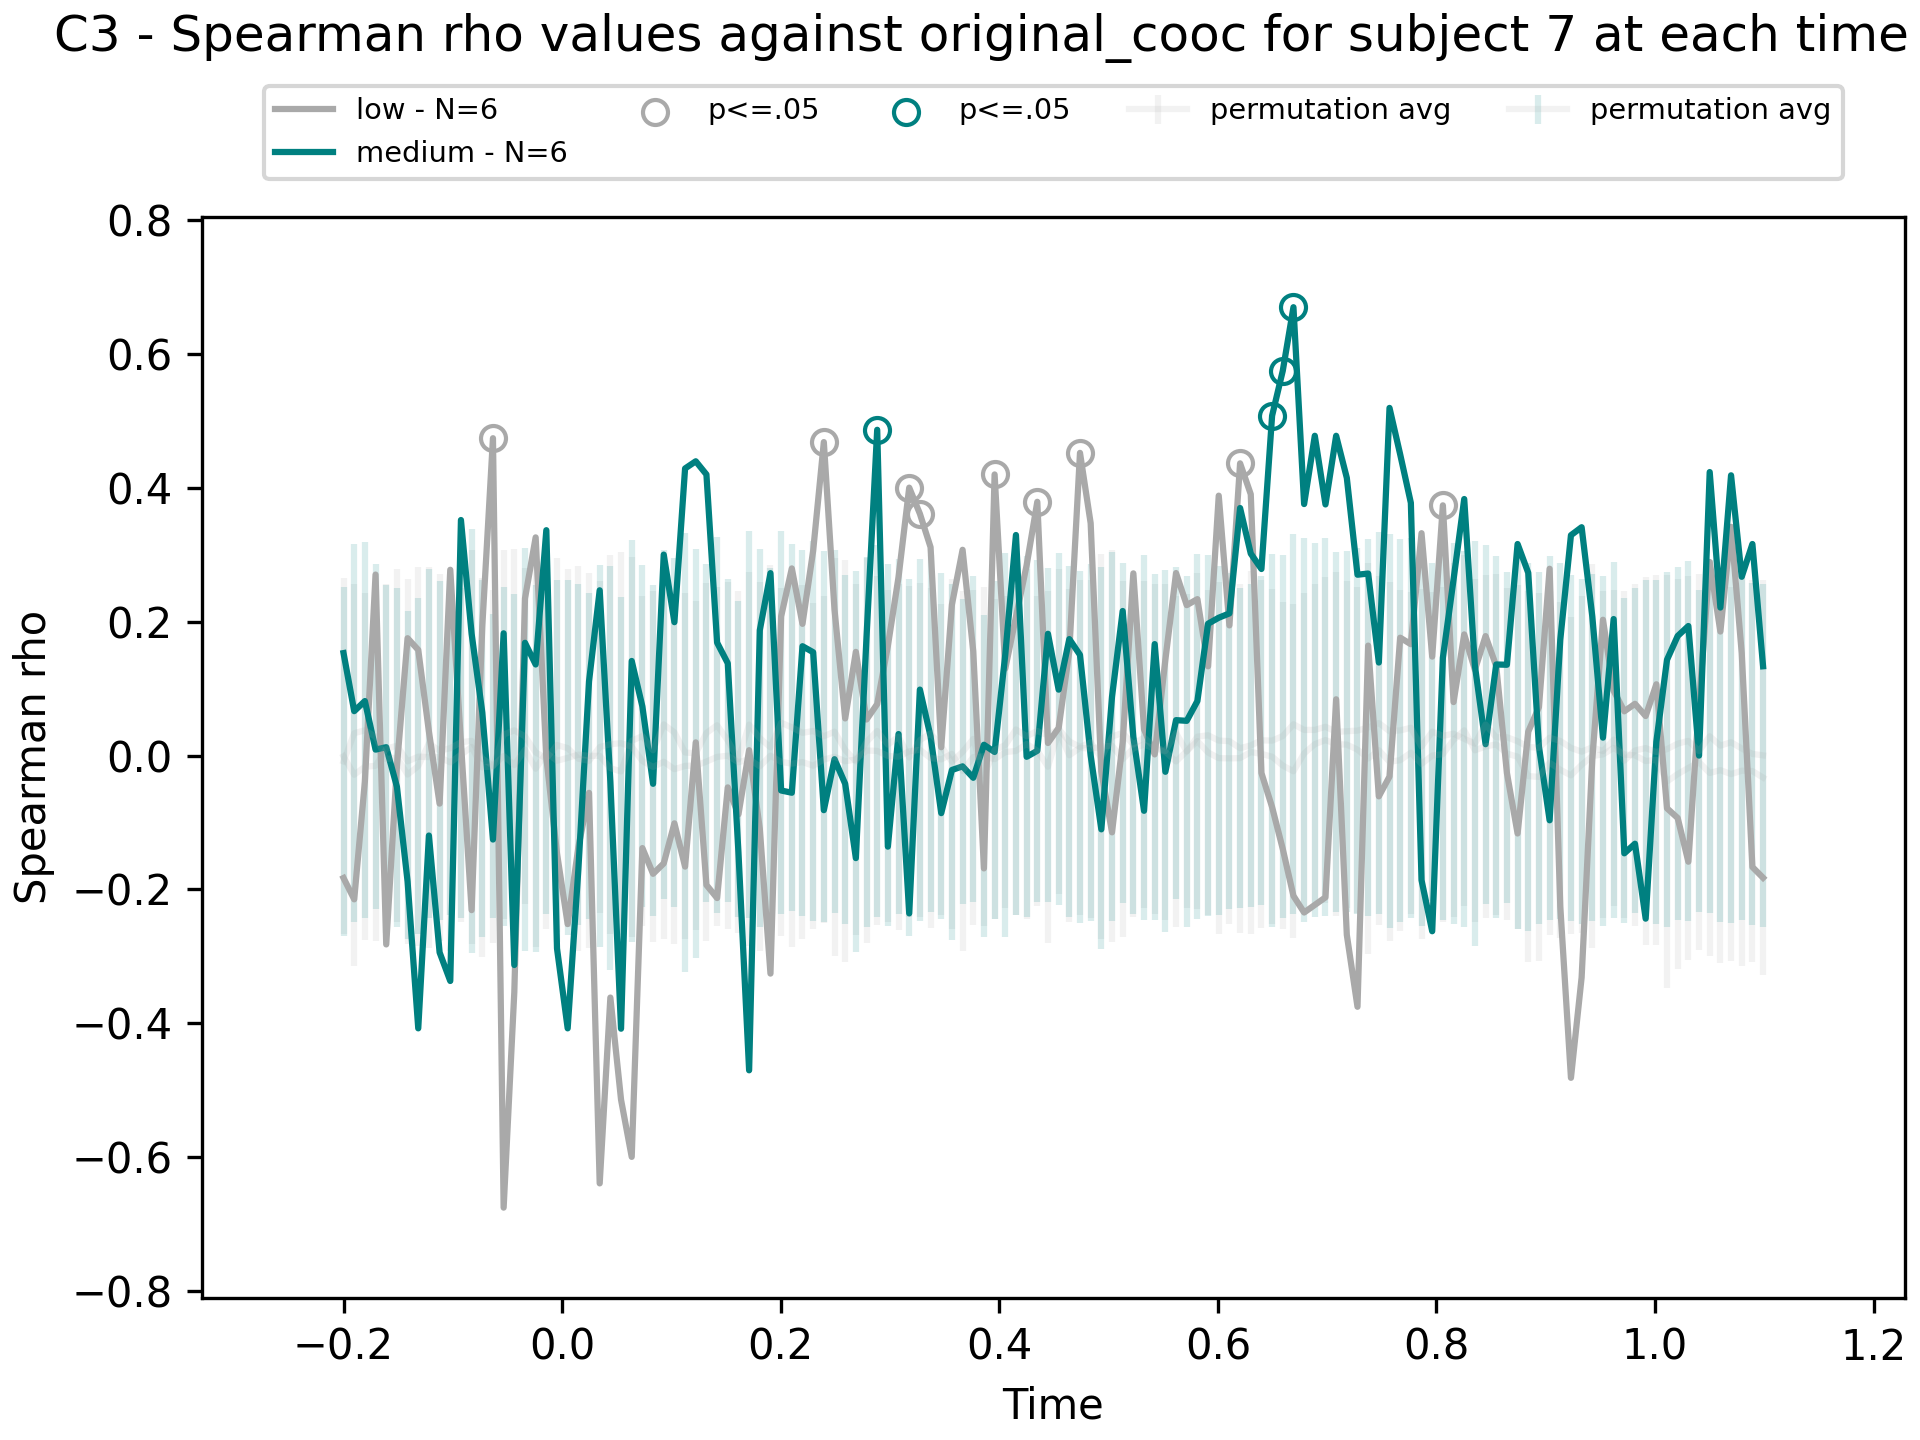 C3 - Spearman rho values against original_cooc for subject 7 at each time
low - N=6
medium - N=6
p<=.05
p<=.05
permutation avg
permutation avg
Spearman rho
0.8
0.6
0.4
0.2
0.0
−0.2
−0.4
−0.6
−0.8
−0.2
0.0
0.2
0.4
0.6
0.8
1.0
1.2
Time